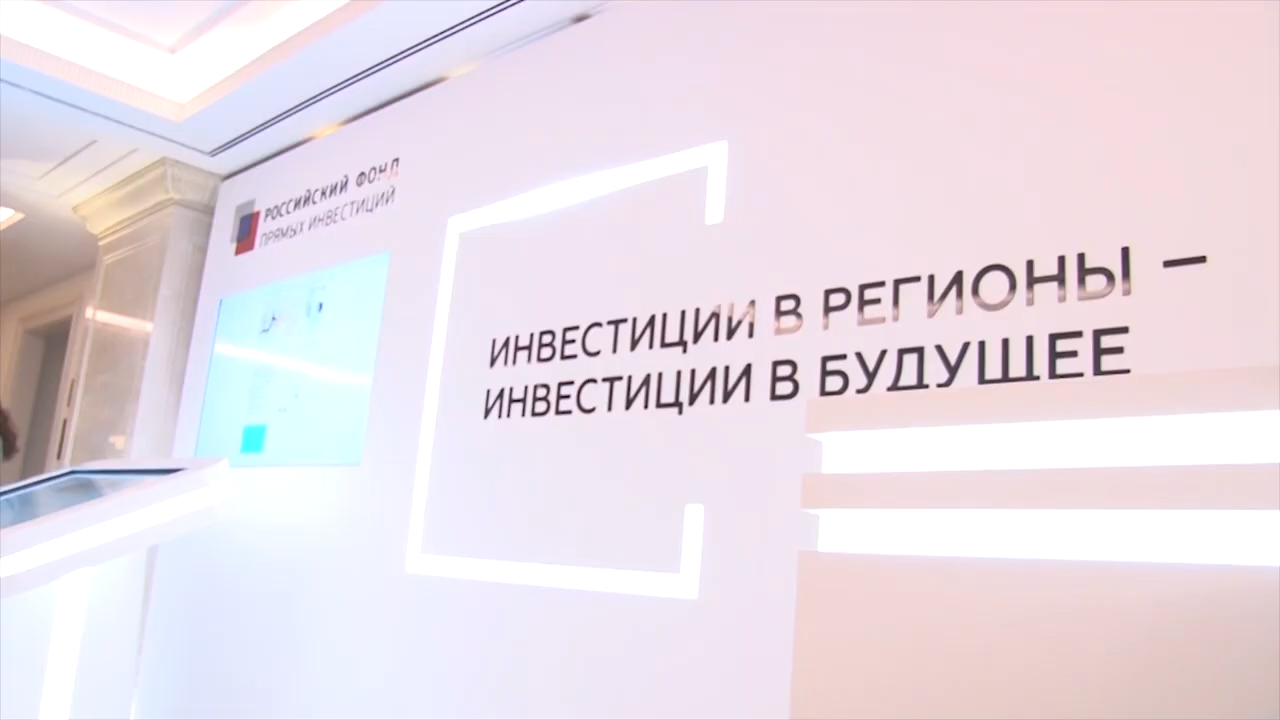 РОССИЙСКИЙ ФОНД
ПРЯМЫХ ИНВЕСТИЦИЙ
ИНВЕСТИЦИИ В РЕГИОНЫ –
ИНВЕСТИЦИИ В БУДУЩЕЕ